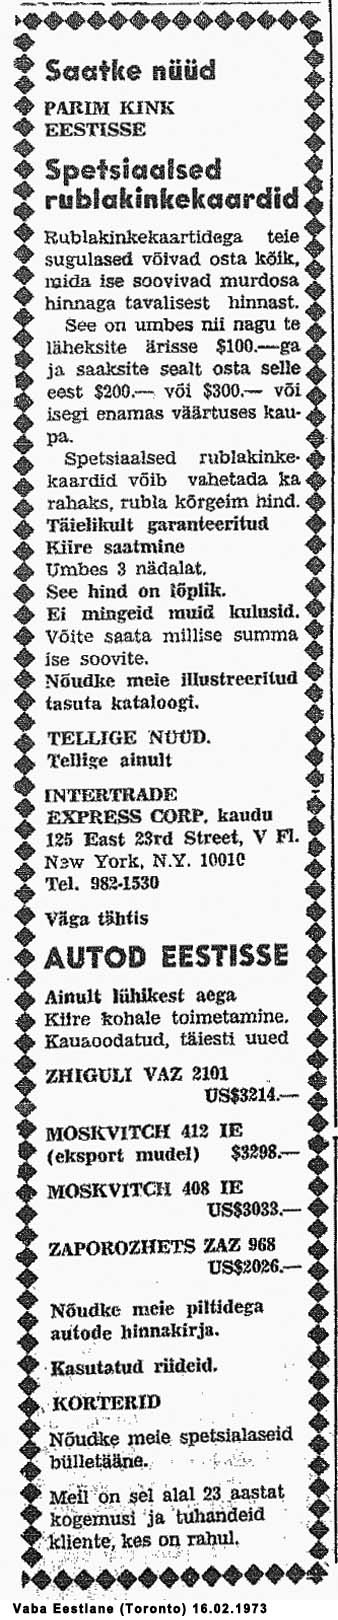 Saatke nüüd
PARIM KINK
EESTISSE
Spetsiaalsed
rublakinkekaardid
Rublakinkekaartidega teie
sugulased võivad osta kõik,
mida ise soovivad murdosa
hinnaga tavalisest hinnast.
See on umbes nii nagu te
läheksite ärisse $100.—ga
ja saaksite sealt osta selle
eest $200.— või $300.— või
isegi enamas väärtuses kau-
pa.
Spetsiaalsed rublakinke-
kaardid võib vahetada ka
rahaks, rubla kõrgeim hind.
Täielikult garanteeritud
Kiire saatmine
Umbes 3 nädalat.
See hind on lõplik.
Ei mingeid muid kulusid.
Võite saata millise summa
ise soovite.
Nõudke meie illustreeritud
tasuta kataloogi.
TELLIGE NÜÜD.
Tellige ainult
INTERTRADE
EXPRESS CORP. kaudu
125 East 23rd Street, V Fl.
New York, N.Y. 10010
Tel. 982-1530
Väga tähtis
AUTOD EESTISSE
Ainult lühikest aega
Kiire kohale toimetamine.
Kauaoodatud, täiesti uued
ZHIGULI VAZ 2101
US$3214.—
MOSKVITCH 412 IE
(eksport mudel) $3298.—
MOSKVITCH 408 IE
US$3033.—
ZAPOROZHETS ZAZ 968
US$2026.—
Nõudke meie piltidega
autode hinnakirja.
Kasutatud riideid.
KORTERID
Nõudke meie spetsialaseid
bülletääne.
Meil on sel alal 23 aastat
kogemusi ja tuhandeid
kliente, kes on rahul.
Vaba Eestlane (Toronto) 16.02.1973